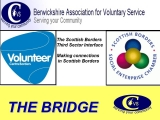 Berwickshire Association for Voluntary Service
Serving your Community
Volunteer
The Scottish Borders
Third Sector Interface
Making connections
in Scottish Borders
SCOTTISH BORDERS
SOCIAL ENTERPRISE CHAMBER
THE BRIDGE